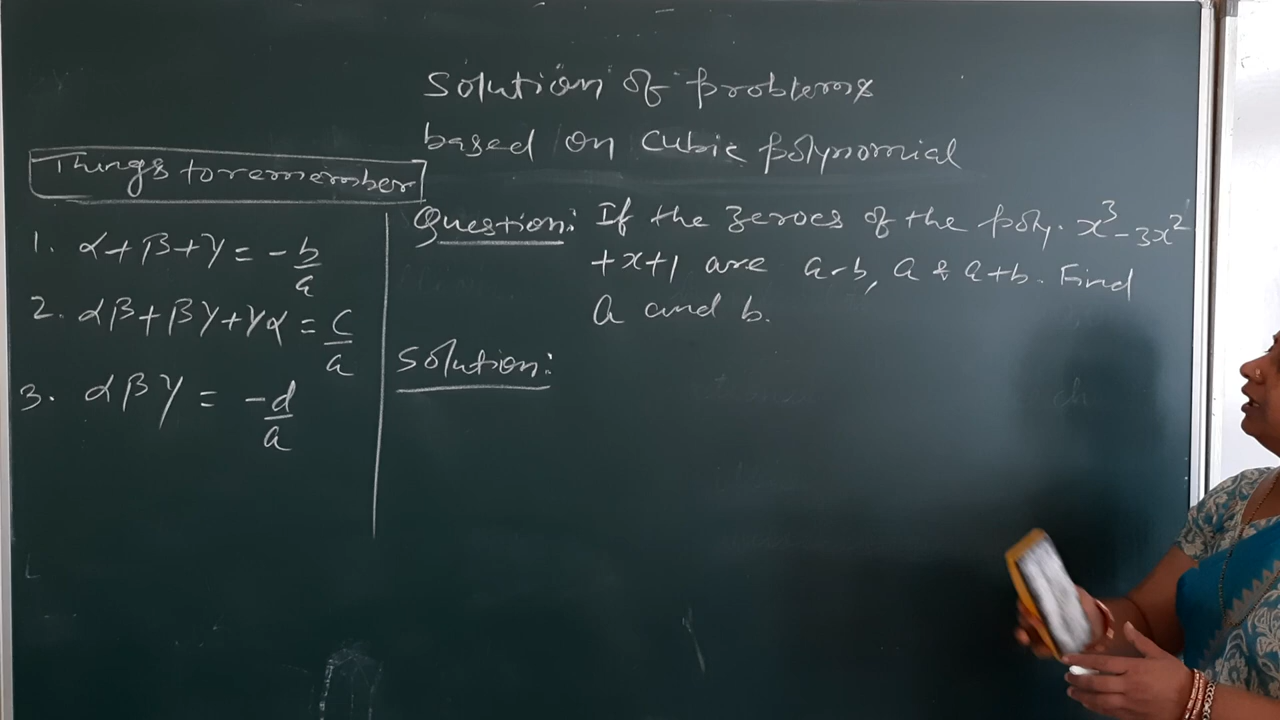 Solution of problems
based on cubic polynomial
Things to remember
1. α+β+γ = -b/a
2. αβ+βγ+γα = c/a
3. αβγ = -d/a
Question: If the zeroes of the poly. x³-3x²
+x+1 are a-b, a & a+b. Find
a and b.
Solution: